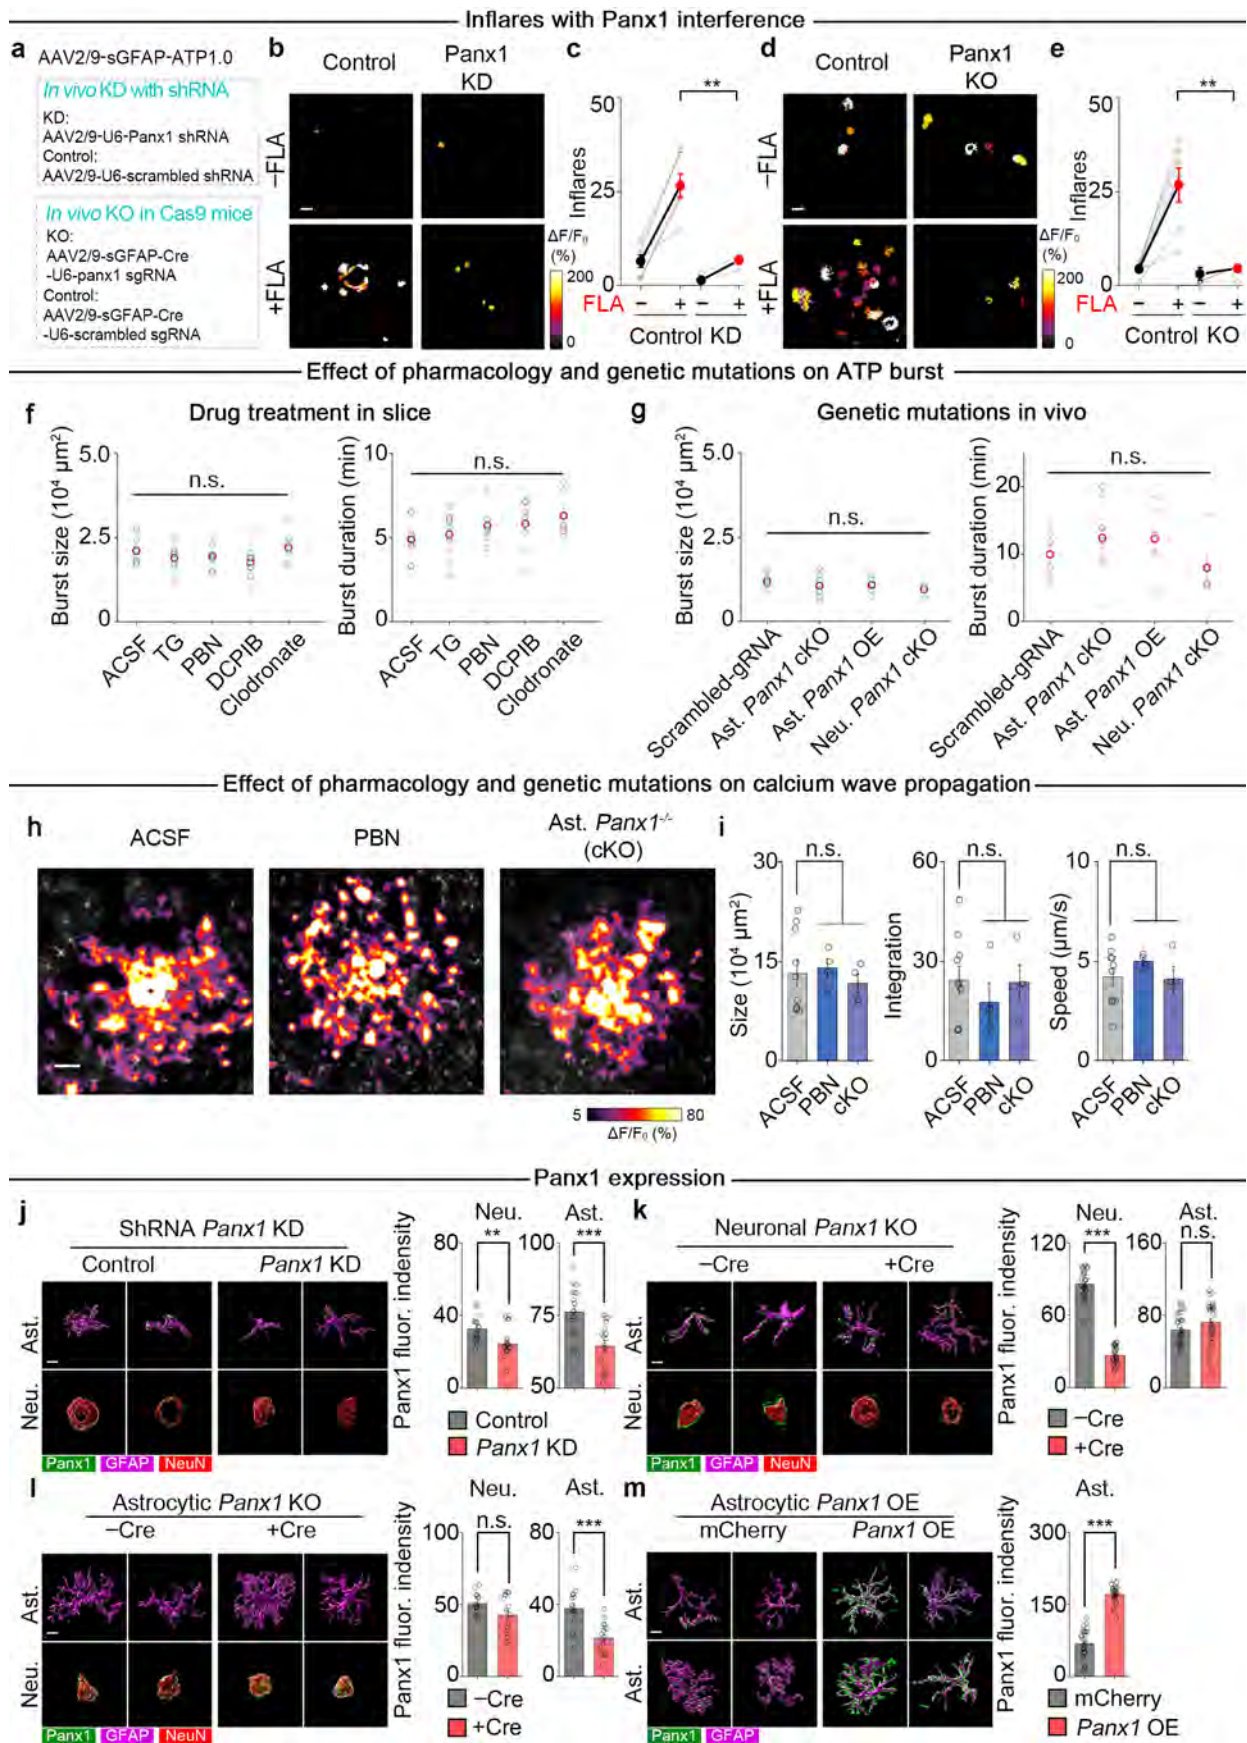 Inflares with Panx1 interference
a
AAV2/9-sGFAP-ATP1.0
In vivo KD with shRNA
KD:
AAV2/9-U6-Panx1 shRNA
Control:
AAV2/9-U6-scrambled shRNA
In vivo KO in Cas9 mice
KO:
AAV2/9-sGFAP-Cre
-U6-panx1 sgRNA
Control:
AAV2/9-sGFAP-Cre
-U6-scrambled sgRNA
b
Control
Panx1
KD
−FLA
+FLA
ΔF/F₀
(%)
200
0
c
**
50
25
0
Inflares
FLA
− + − +
Control KD
d
Control
Panx1
KO
−FLA
+FLA
ΔF/F₀
(%)
200
0
e
**
50
25
0
Inflares
FLA
− + − +
Control KO
Effect of pharmacology and genetic mutations on ATP burst
f
Drug treatment in slice
Burst size (10⁴ µm²)
5.0
2.5
0
n.s.
ACSF
TG
PBN
DCPIB
Clodronate
Burst duration (min)
10
5
0
n.s.
ACSF
TG
PBN
DCPIB
Clodronate
g
Genetic mutations in vivo
Burst size (10⁴ µm²)
5.0
2.5
0
n.s.
Scrambled-gRNA
Ast. Panx1 cKO
Ast. Panx1 OE
Neu. Panx1 cKO
Burst duration (min)
20
10
0
n.s.
Scrambled-gRNA
Ast. Panx1 cKO
Ast. Panx1 OE
Neu. Panx1 cKO
Effect of pharmacology and genetic mutations on calcium wave propagation
h
ACSF
PBN
Ast. Panx1⁻/⁻
(cKO)
5
80
ΔF/F₀ (%)
i
Size (10⁴ µm²)
30
15
0
n.s.
ACSF
PBN
cKO
Integration
60
30
0
n.s.
ACSF
PBN
cKO
Speed (µm/s)
10
5
0
n.s.
ACSF
PBN
cKO
Panx1 expression
j
ShRNA Panx1 KD
Control
Panx1 KD
Ast.
Neu.
Panx1 GFAP NeuN
Panx1 fluor. indensity
Neu.
**
80
40
0
Ast.
***
100
75
50
Control
Panx1 KD
k
Neuronal Panx1 KO
−Cre
+Cre
Ast.
Neu.
Panx1 GFAP NeuN
Panx1 fluor. indensity
Neu.
***
120
60
0
Ast.
n.s.
160
80
0
−Cre
+Cre
l
Astrocytic Panx1 KO
−Cre
+Cre
Ast.
Neu.
Panx1 GFAP NeuN
Panx1 fluor. indensity
Neu.
n.s.
100
50
0
Ast.
***
80
40
0
−Cre
+Cre
m
Astrocytic Panx1 OE
mCherry
Panx1 OE
Ast.
Ast.
Panx1 GFAP
Panx1 fluor. indensity
Ast.
***
300
150
0
mCherry
Panx1 OE